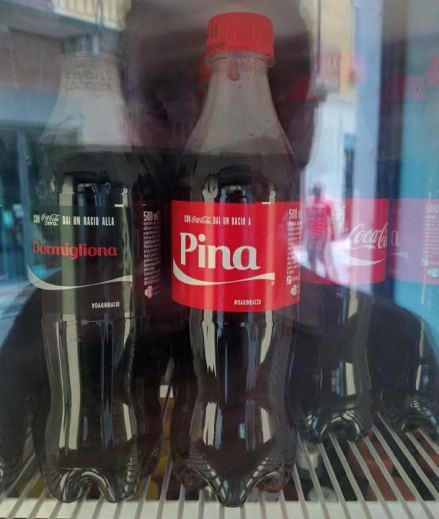 CON Coca-Cola zero DAI UN BACIO ALLA
Dormigliona
#DAIUNBACIO
500 ml
CON Coca-Cola DAI UN BACIO A
Pina
#DAIUNBACIO
500 ml
Coca-Cola